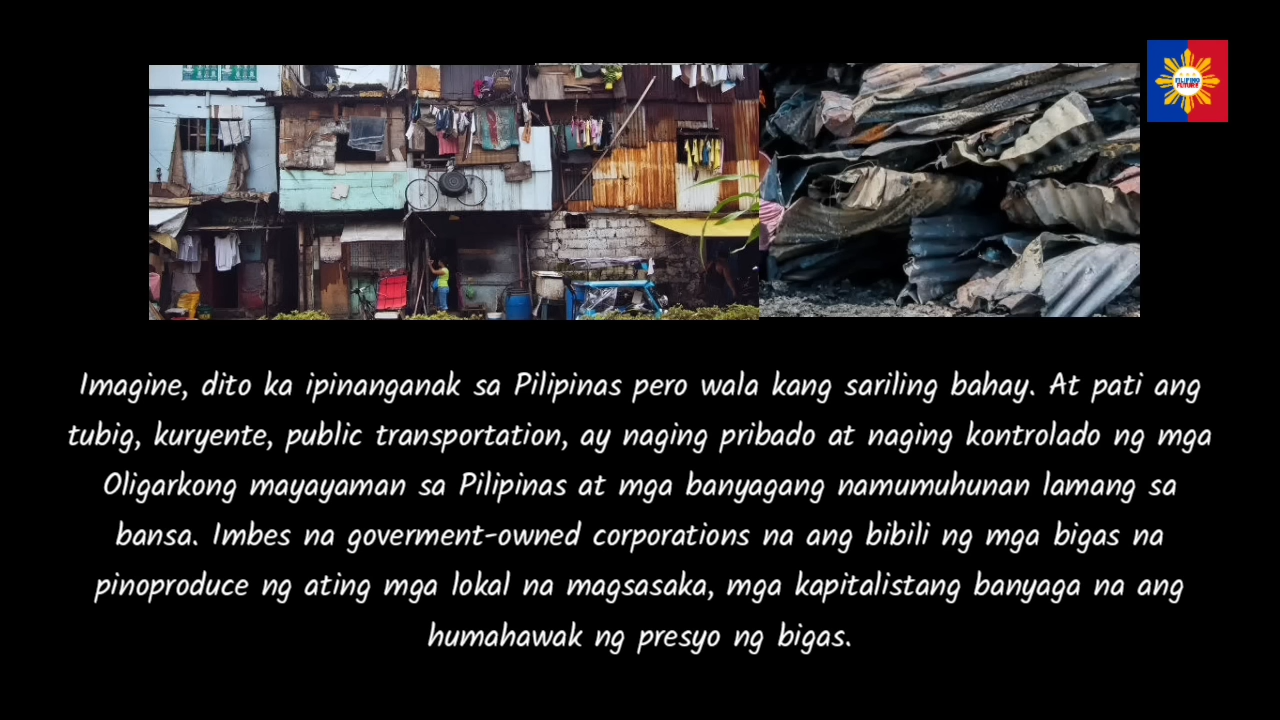 FILIPINO
FUTURE
Imagine, dito ka ipinanganak sa Pilipinas pero wala kang sariling bahay. At pati ang
tubig, kuryente, public transportation, ay naging pribado at naging kontrolado ng mga
Oligarkong mayayaman sa Pilipinas at mga banyagang namumuhunan lamang sa
bansa. Imbes na goverment-owned corporations na ang bibili ng mga bigas na
pinoproduce ng ating mga lokal na magsasaka, mga kapitalistang banyaga na ang
humahawak ng presyo ng bigas.